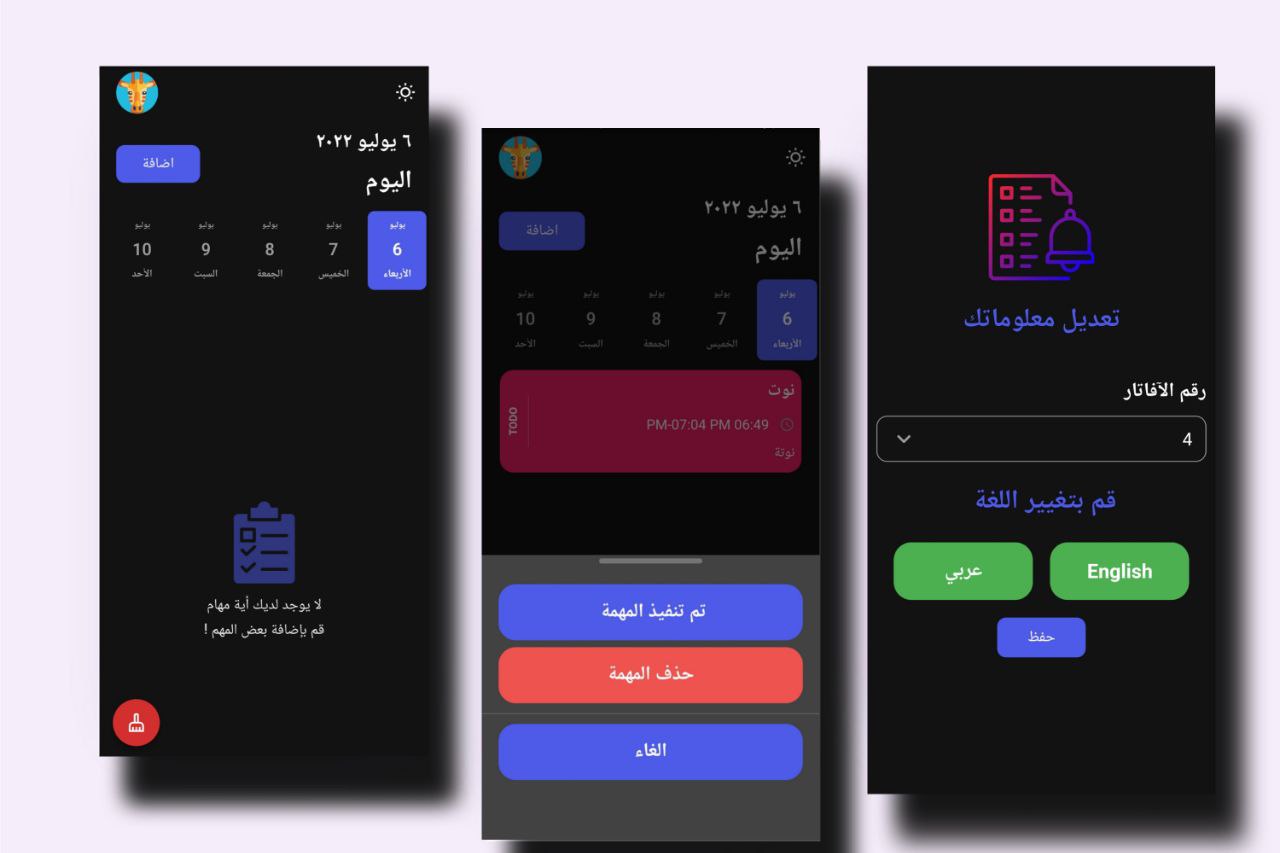 ٦ يوليو ٢٠٢٢
اضافة
اليوم
يوليو يوليو يوليو يوليو يوليو
6 7 8 9 10
الأربعاء الخميس الجمعة السبت الأحد
لا يوجد لديك أية مهام
قم بإضافة بعض المهم !
٦ يوليو ٢٠٢٢
اضافة
اليوم
يوليو يوليو يوليو يوليو يوليو
6 7 8 9 10
الأربعاء الخميس الجمعة السبت الأحد
نوت
PM-07:04 PM 06:49
نوتة
TODO
تم تنفيذ المهمة
حذف المهمة
الغاء
تعديل معلوماتك
رقم الآفاتار
4
قم بتغيير اللغة
English
عربي
حفظ